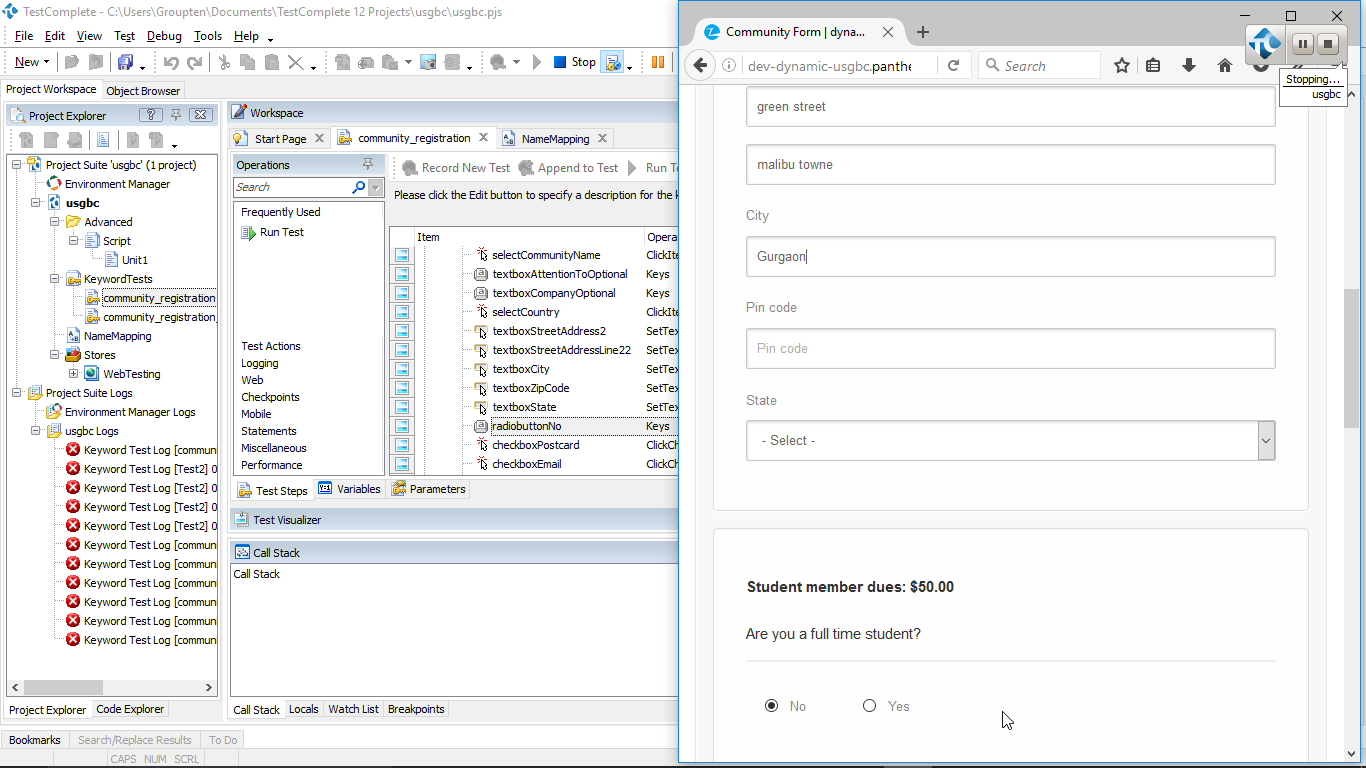 TestComplete - C:\Users\Groupten\Documents\TestComplete 12 Projects\usgbc\usgbc.pjs
File Edit View Test Debug Tools Help
New
Stop
Project Workspace Object Browser
Project Explorer
Project Suite 'usgbc' (1 project)
Environment Manager
usgbc
Advanced
Script
Unit1
KeywordTests
community_registration
community_registration_
NameMapping
Stores
WebTesting
Project Suite Logs
Environment Manager Logs
usgbc Logs
Keyword Test Log [commun
Keyword Test Log [Test2] 0
Keyword Test Log [Test2] 0
Keyword Test Log [Test2] 0
Keyword Test Log [Test2] 0
Keyword Test Log [commun
Keyword Test Log [commun
Keyword Test Log [commun
Keyword Test Log [commun
Keyword Test Log [commun
Keyword Test Log [commun
Project Explorer Code Explorer
Workspace
Start Page community_registration NameMapping
Operations
Search
Frequently Used
Run Test
Test Actions
Logging
Web
Checkpoints
Mobile
Statements
Miscellaneous
Performance
Record New Test Append to Test Run Te
Please click the Edit button to specify a description for the k
Item Opera
selectCommunityName ClickIte
textboxAttentionToOptional Keys
textboxCompanyOptional Keys
selectCountry ClickIte
textboxStreetAddress2 SetTex
textboxStreetAddressLine22 SetTex
textboxCity SetTex
textboxZipCode SetTex
textboxState SetTex
radiobuttonNo Keys
checkboxPostcard ClickCh
checkboxEmail ClickCh
Test Steps Variables Parameters
Test Visualizer
Call Stack
Call Stack
Call Stack Locals Watch List Breakpoints
Bookmarks Search/Replace Results To Do
CAPS NUM SCRL
Community Form | dyna...
dev-dynamic-usgbc.panthe
Search
Stopping...
usgbc
green street
malibu towne
City
Gurgaon
Pin code
Pin code
State
- Select -
Student member dues: $50.00
Are you a full time student?
No Yes